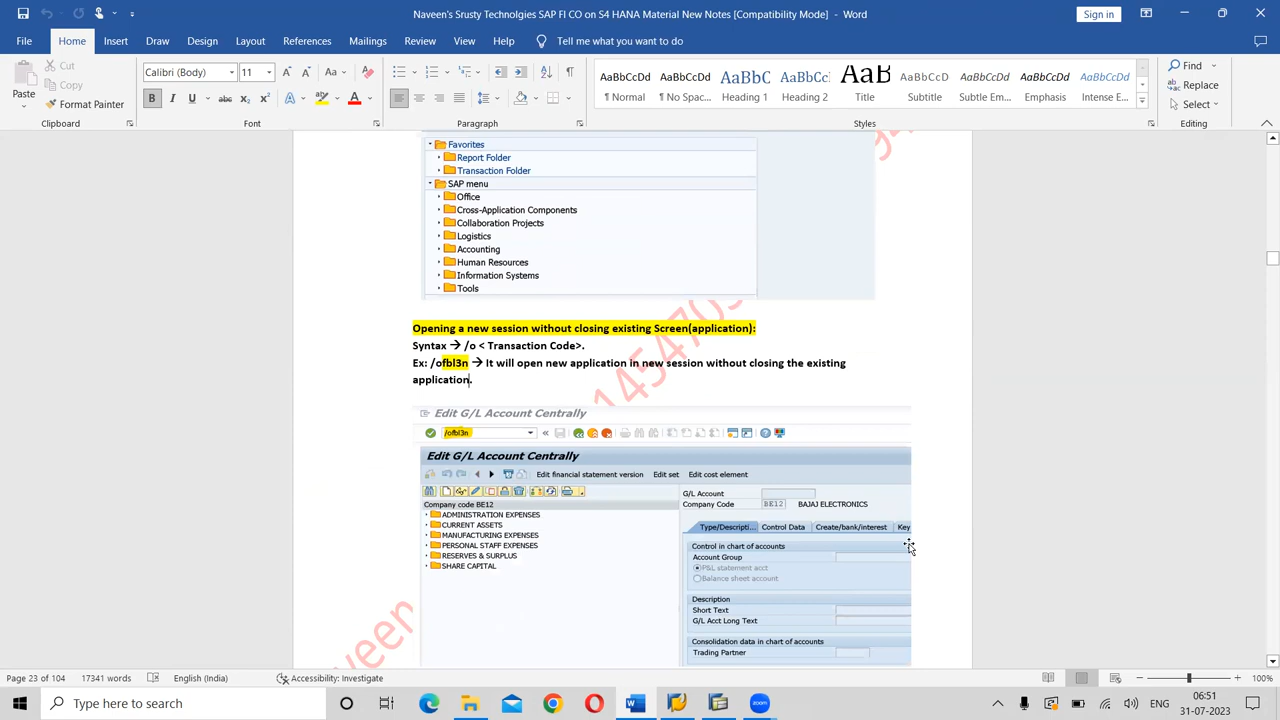 SAP FI CO on S4 HANA Material [Compatibility Mode] - Word
Sign in
File Home Insert Draw Design Layout References Mailings Review View Tell me what you want to do
Paste
Cut
Copy
Format Painter
Clipboard
Calibri (Body) 11
Font
Paragraph
AaBbCcDd AaBbCcDd AaBbC AaBbCc AaB AaBbCcD AaBbCcDd AaBbCcDd AaBbCcDd
¶ Normal ¶ No Spac... Heading 1 Heading 2 Title Subtitle Subtle Em... Emphasis Intense E...
Styles
Find
Replace
Select
Editing
Favorites
Report Folder
Transaction Folder
SAP menu
Office
Cross-Application Components
Collaboration Projects
Logistics
Accounting
Human Resources
Information Systems
Tools
Opening a new session without closing existing Screen(application):
Syntax → /o < Transaction Code>.
Ex: /ofbl3n → It will open new application in new session without closing the existing
application.
Edit G/L Account Centrally
/ofbl3n
Edit G/L Account Centrally
Edit financial statement version Edit set Edit cost element
Company code BE12
ADMINISTRATION EXPENSES
CURRENT ASSETS
MANUFACTURING EXPENSES
PERSONAL STAFF EXPENSES
RESERVES & SURPLUS
SHARE CAPITAL
G/L Account
Company Code BE12 BAJAJ ELECTRONICS
Type/Descripti... Control Data Create/bank/interest Key
Control in chart of accounts
Account Group
P&L statement acct
Balance sheet account
Description
Short Text
G/L Acct Long Text
Consolidation data in chart of accounts
Trading Partner
Page 23 of 104 17341 words English (India) Accessibility: Investigate 100%
Type here to search
ENG
06:51
31-07-2023